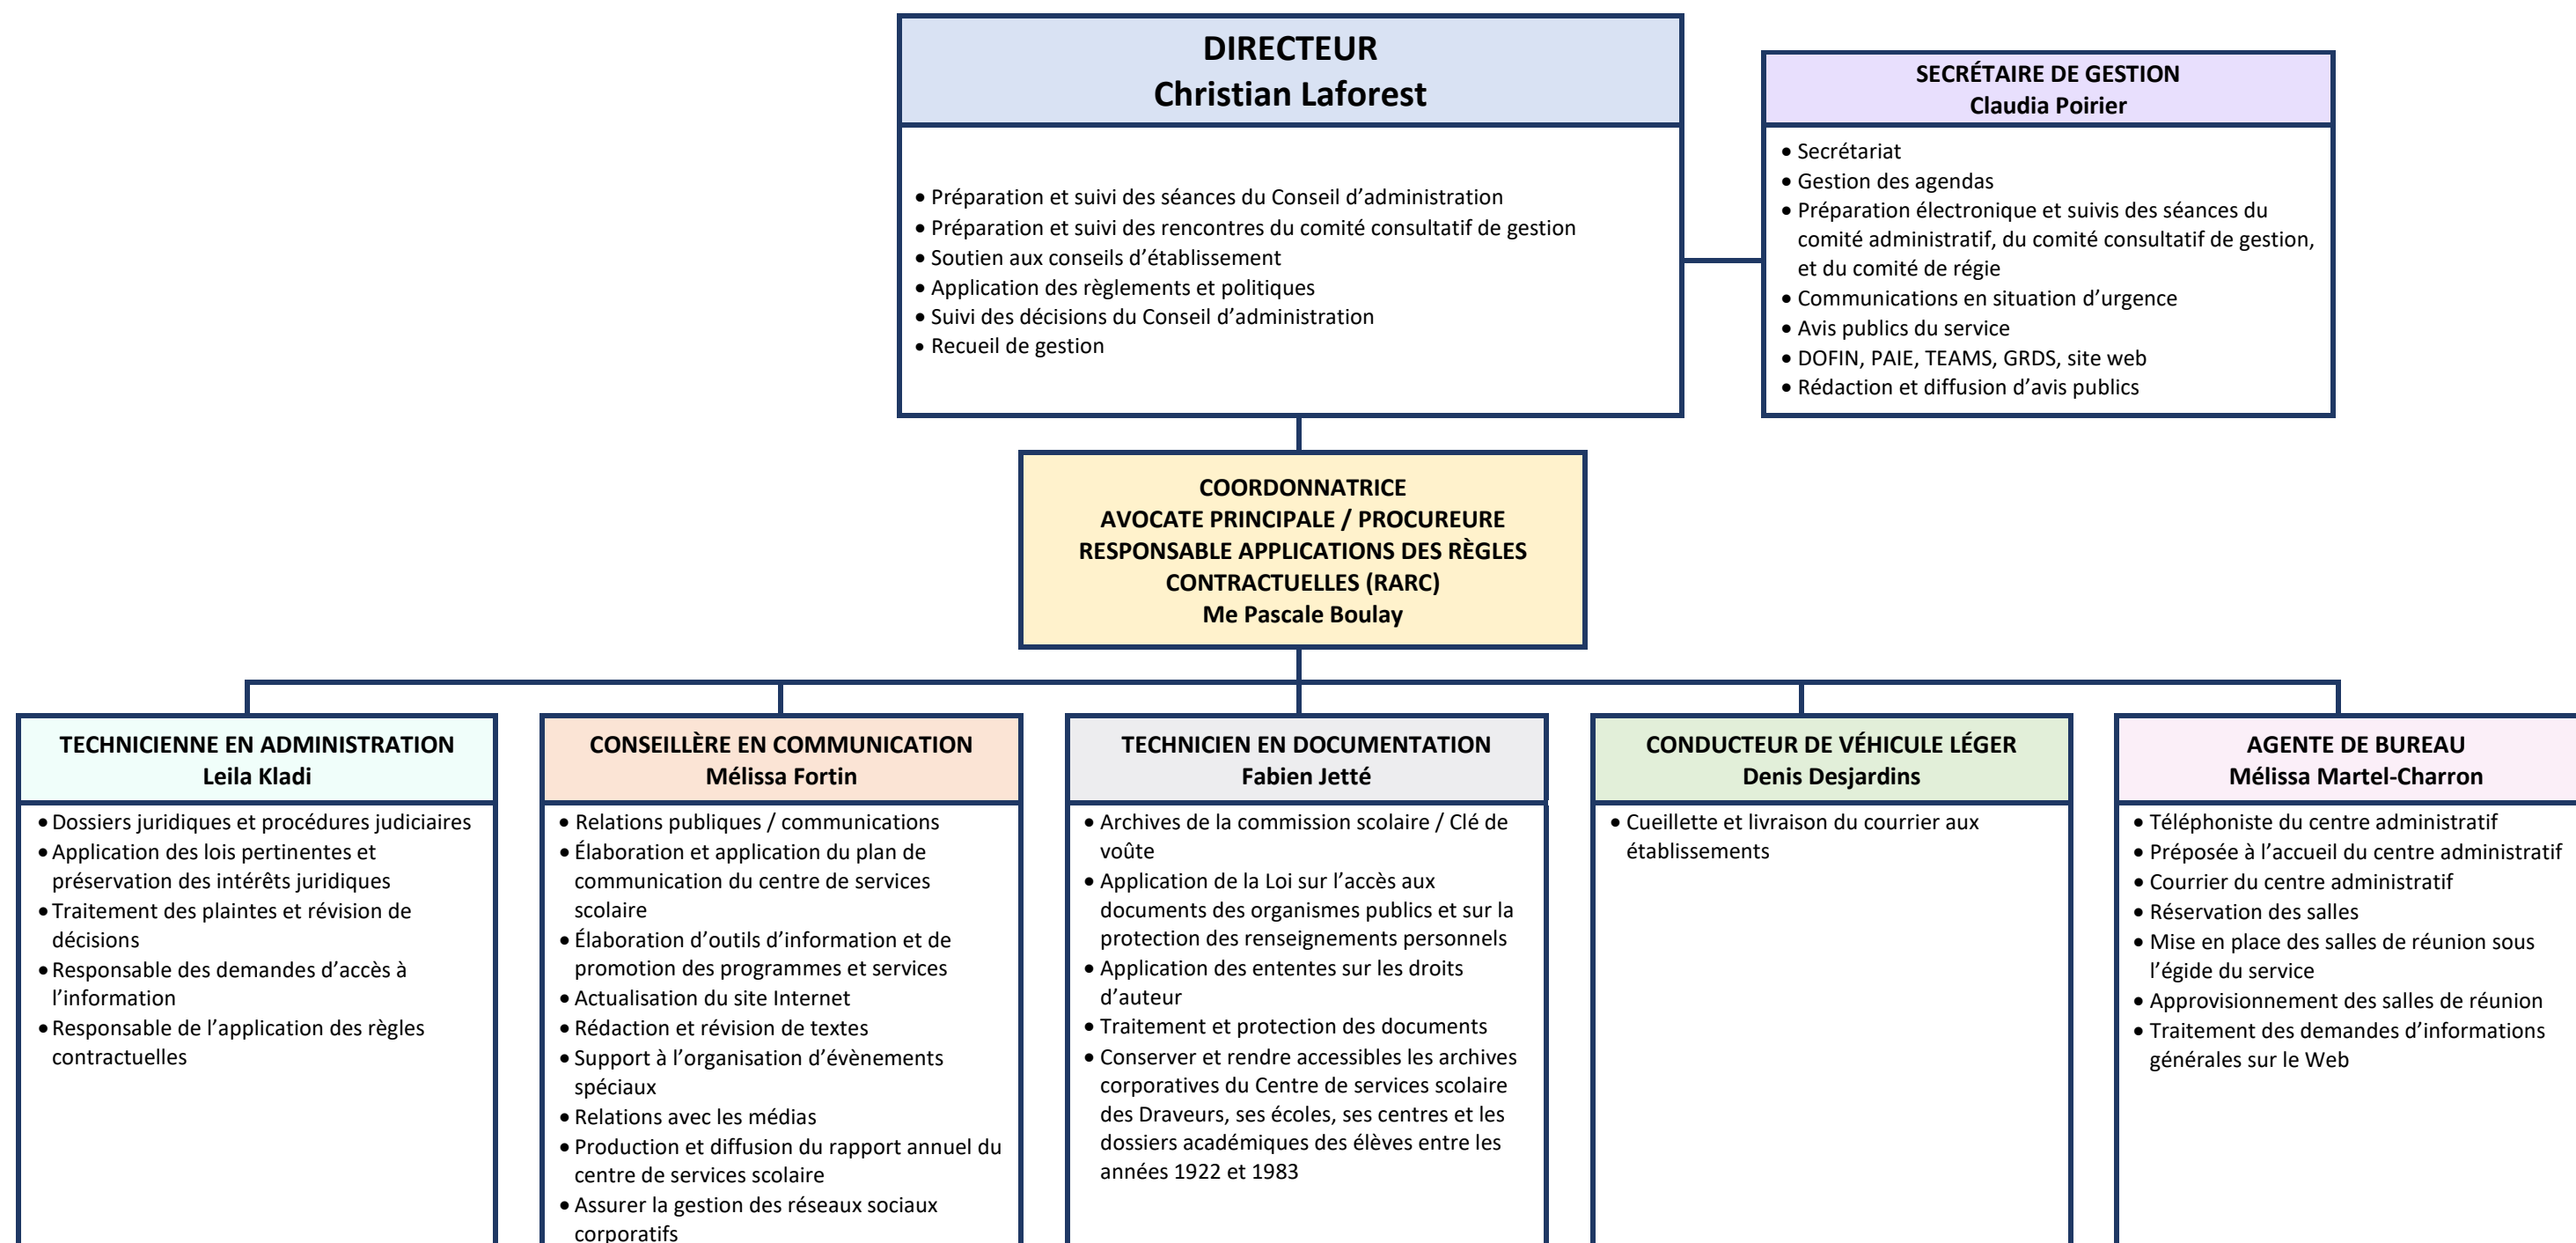 DIRECTEUR
Christian Laforest
• Préparation et suivi des séances du Conseil d’administration
• Préparation et suivi des rencontres du comité consultatif de gestion
• Soutien aux conseils d’établissement
• Application des règlements et politiques
• Suivi des décisions du Conseil d’administration
• Recueil de gestion
SECRÉTAIRE DE GESTION
Claudia Poirier
• Secrétariat
• Gestion des agendas
• Préparation électronique et suivis des séances du
comité administratif, du comité consultatif de gestion,
et du comité de régie
• Communications en situation d’urgence
• Avis publics du service
• DOFIN, PAIE, TEAMS, GRDS, site web
• Rédaction et diffusion d’avis publics
COORDONNATRICE
AVOCATE PRINCIPALE / PROCUREURE
RESPONSABLE APPLICATIONS DES RÈGLES
CONTRACTUELLES (RARC)
Me Pascale Boulay
TECHNICIENNE EN ADMINISTRATION
Leila Kladi
• Dossiers juridiques et procédures judiciaires
• Application des lois pertinentes et
préservation des intérêts juridiques
• Traitement des plaintes et révision de
décisions
• Responsable des demandes d’accès à
l’information
• Responsable de l’application des règles
contractuelles
CONSEILLÈRE EN COMMUNICATION
Mélissa Fortin
• Relations publiques / communications
• Élaboration et application du plan de
communication du centre de services
scolaire
• Élaboration d’outils d’information et de
promotion des programmes et services
• Actualisation du site Internet
• Rédaction et révision de textes
• Support à l’organisation d’évènements
spéciaux
• Relations avec les médias
• Production et diffusion du rapport annuel du
centre de services scolaire
• Assurer la gestion des réseaux sociaux
corporatifs
TECHNICIEN EN DOCUMENTATION
Fabien Jetté
• Archives de la commission scolaire / Clé de
voûte
• Application de la Loi sur l’accès aux
documents des organismes publics et sur la
protection des renseignements personnels
• Application des ententes sur les droits
d’auteur
• Traitement et protection des documents
• Conserver et rendre accessibles les archives
corporatives du Centre de services scolaire
des Draveurs, ses écoles, ses centres et les
dossiers académiques des élèves entre les
années 1922 et 1983
CONDUCTEUR DE VÉHICULE LÉGER
Denis Desjardins
• Cueillette et livraison du courrier aux
établissements
AGENTE DE BUREAU
Mélissa Martel-Charron
• Téléphoniste du centre administratif
• Préposée à l’accueil du centre administratif
• Courrier du centre administratif
• Réservation des salles
• Mise en place des salles de réunion sous
l’égide du service
• Approvisionnement des salles de réunion
• Traitement des demandes d’informations
générales sur le Web